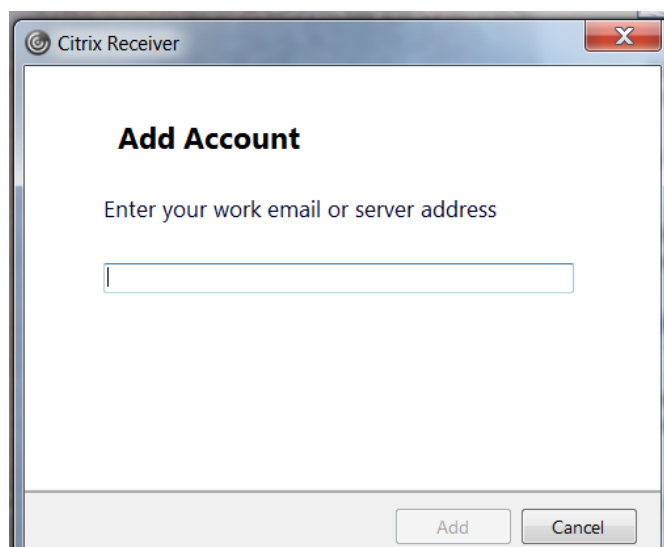 Citrix Receiver
Add Account
Enter your work email or server address
Add
Cancel